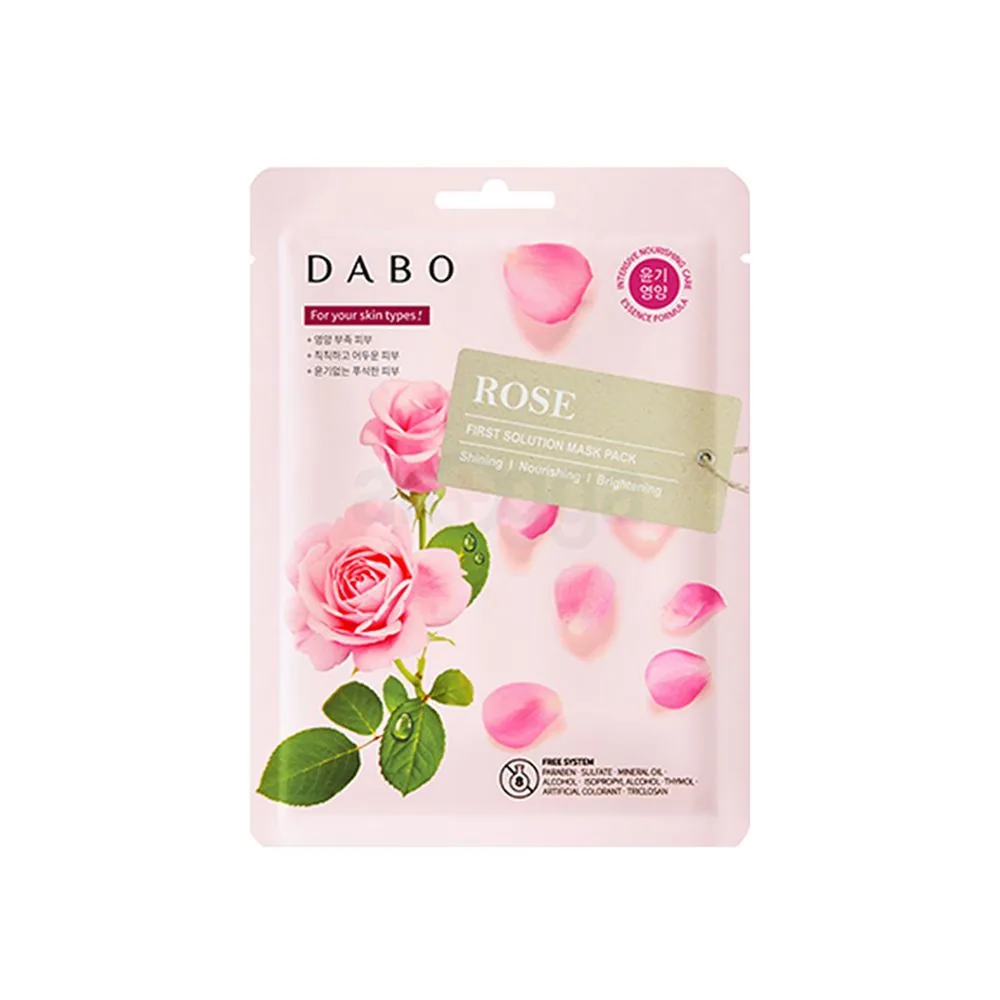 DABO
For your skin types!
• 영양 부족 피부
• 칙칙하고 어두운 피부
• 윤기없는 푸석한 피부
INTENSIVE NOURISHING CARE
윤기
영양
ESSENCE FORMULA
ROSE
FIRST SOLUTION MASK PACK
Shining I Nourishing I Brightening
8
FREE SYSTEM
PARABEN · SULFATE · MINERAL OIL ·
ALCOHOL · ISOPROPYL ALCOHOL · THYMOL ·
ARTIFICIAL COLORANT · TRICLOSAN